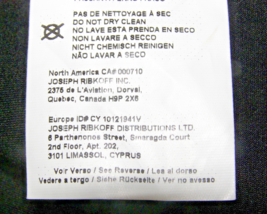 PAS DE NETTOYAGE À SEC
DO NOT DRY CLEAN
NO LAVE ESTA PRENDA EN SECO
NON LAVARE A SECCO
NICHT CHEMISCH REINIGEN
NÃO LAVAR A SECO
North America CA# 000710
JOSEPH RIBKOFF INC.
2375 de L'Aviation, Dorval,
Quebec, Canada H9P 2X6
Europe ID# CY 10121941V
JOSEPH RIBKOFF DISTRIBUTIONS LTD.
8 Parthenonos Street, Smaragda Court
2nd Floor, Apt 202,
3101 LIMASSOL, CYPRUS
Voir Verso / See Reverse / Lea al dorso
Vedere a tergo / Siehe Rückseite / Ver no avesso